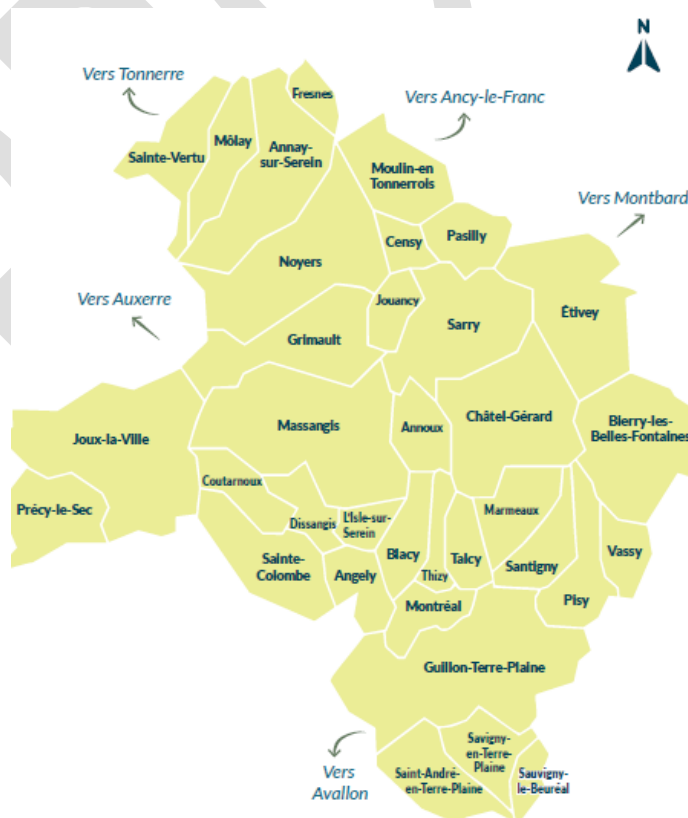 N
Vers Tonnerre
Fresnes
Vers Ancy-le-Franc
Môlay
Annay-
sur-Serein
Sainte-Vertu
Moulin-en
Tonnerrols
Vers Montbard
Censy
Pasilly
Noyers
Vers Auxerre
Jouancy
Étivey
Sarry
Grimault
Châtel-Gérard
Blerry-les-
Belles-Fontaines
Massangis
Annoux
Joux-la-Ville
Coutarnoux
Précy-le-Sec
Marmeaux
Dissangis
L'Isle-sur-
Serein
Blacy
Talcy
Vassy
Sainte-
Colombe
Angely
Thizy
Santigny
Pisy
Montréal
Guillon-Terre-Plaine
Savigny-
en-Terre-
Plaine
Vers
Avallon
Saint-André-
en-Terre-Plaine
Sauvigny-
le-Beuréal